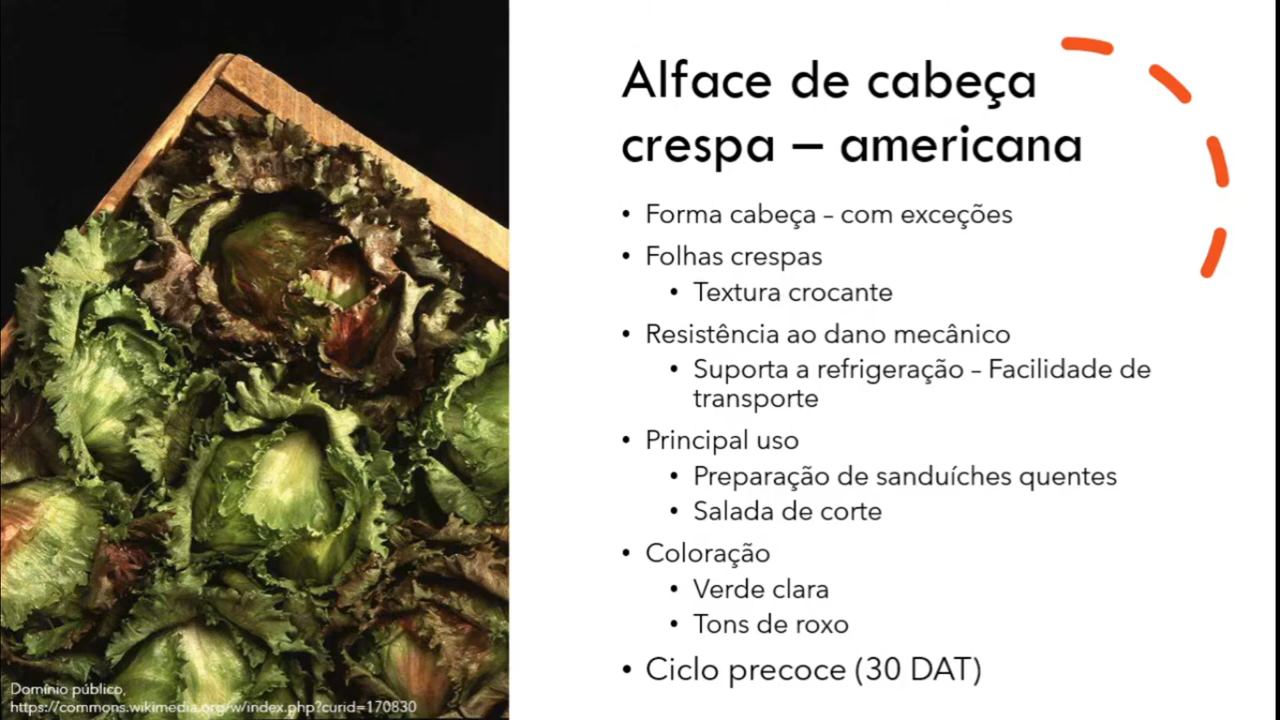 Alface de cabeça
crespa – americana
• Forma cabeça – com exceções
• Folhas crespas
• Textura crocante
• Resistência ao dano mecânico
• Suporta a refrigeração – Facilidade de
transporte
• Principal uso
• Preparação de sanduíches quentes
• Salada de corte
• Coloração
• Verde clara
• Tons de roxo
• Ciclo precoce (30 DAT)
Domínio público,
https://commons.wikimedia.org/w/index.php?curid=170830